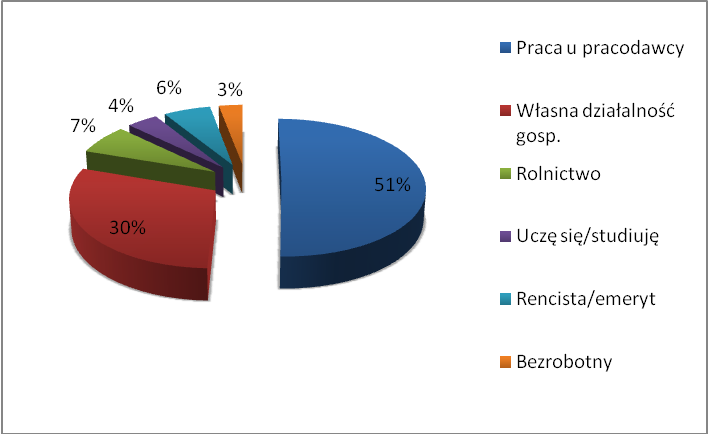 Praca u pracodawcy
Własna działalność
gosp.
Rolnictwo
Uczę się/studiuję
Rencista/emeryt
Bezrobotny
51%
30%
7%
4%
6%
3%